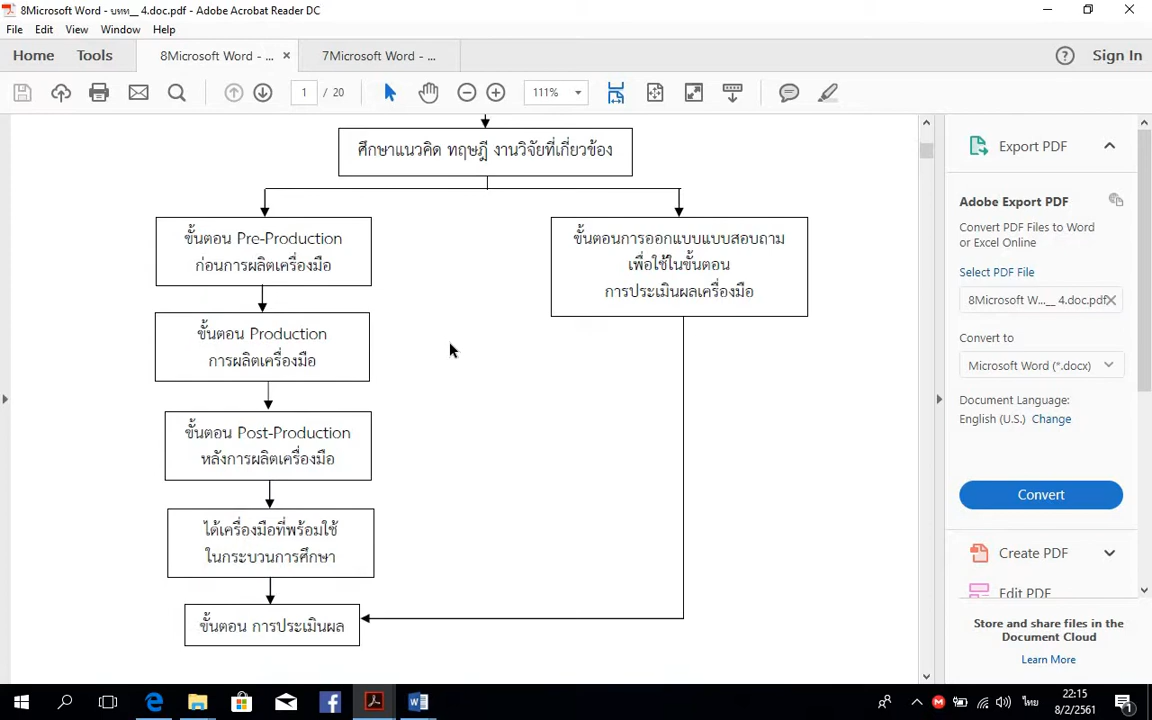 8Microsoft Word - บทท__ 4.doc.pdf - Adobe Acrobat Reader DC
File Edit View Window Help
Home Tools 8Microsoft Word - ... 7Microsoft Word - ... Sign In
1 / 20 111%
ศึกษาแนวคิด ทฤษฎี งานวิจัยที่เกี่ยวข้อง
ขั้นตอน Pre-Production
ก่อนการผลิตเครื่องมือ
ขั้นตอนการออกแบบแบบสอบถาม
เพื่อใช้ในขั้นตอน
การประเมินผลเครื่องมือ
ขั้นตอน Production
การผลิตเครื่องมือ
ขั้นตอน Post-Production
หลังการผลิตเครื่องมือ
ได้เครื่องมือที่พร้อมใช้
ในกระบวนการศึกษา
ขั้นตอน การประเมินผล
Export PDF
Adobe Export PDF
Convert PDF Files to Word
or Excel Online
Select PDF File
8Microsoft W...__ 4.doc.pdf
Convert to
Microsoft Word (*.docx)
Document Language:
English (U.S.) Change
Convert
Create PDF
Edit PDF
Store and share files in the
Document Cloud
Learn More
ไทย
22:15
8/2/2561
1